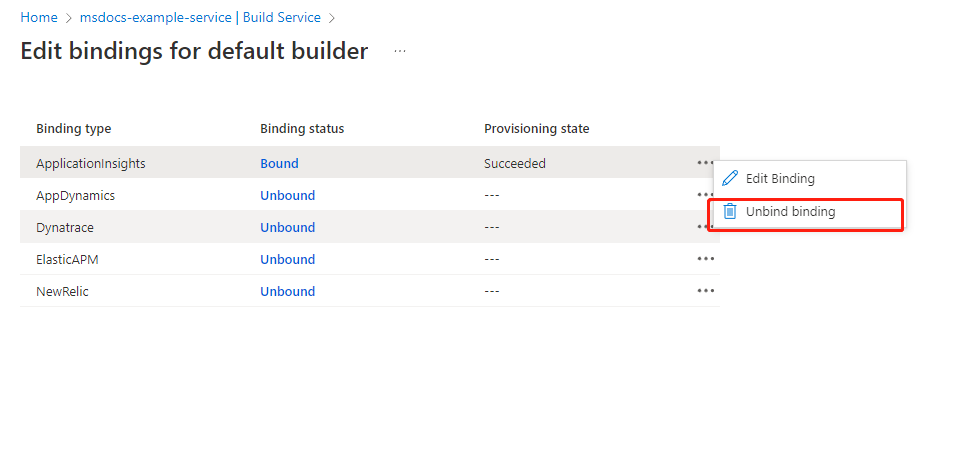 Home > msdocs-example-service | Build Service >
Edit bindings for default builder ...
Binding type Binding status Provisioning state
ApplicationInsights Bound Succeeded •••
Edit Binding
AppDynamics Unbound --- •••
Unbind binding
Dynatrace Unbound --- •••
ElasticAPM Unbound --- •••
NewRelic Unbound --- •••